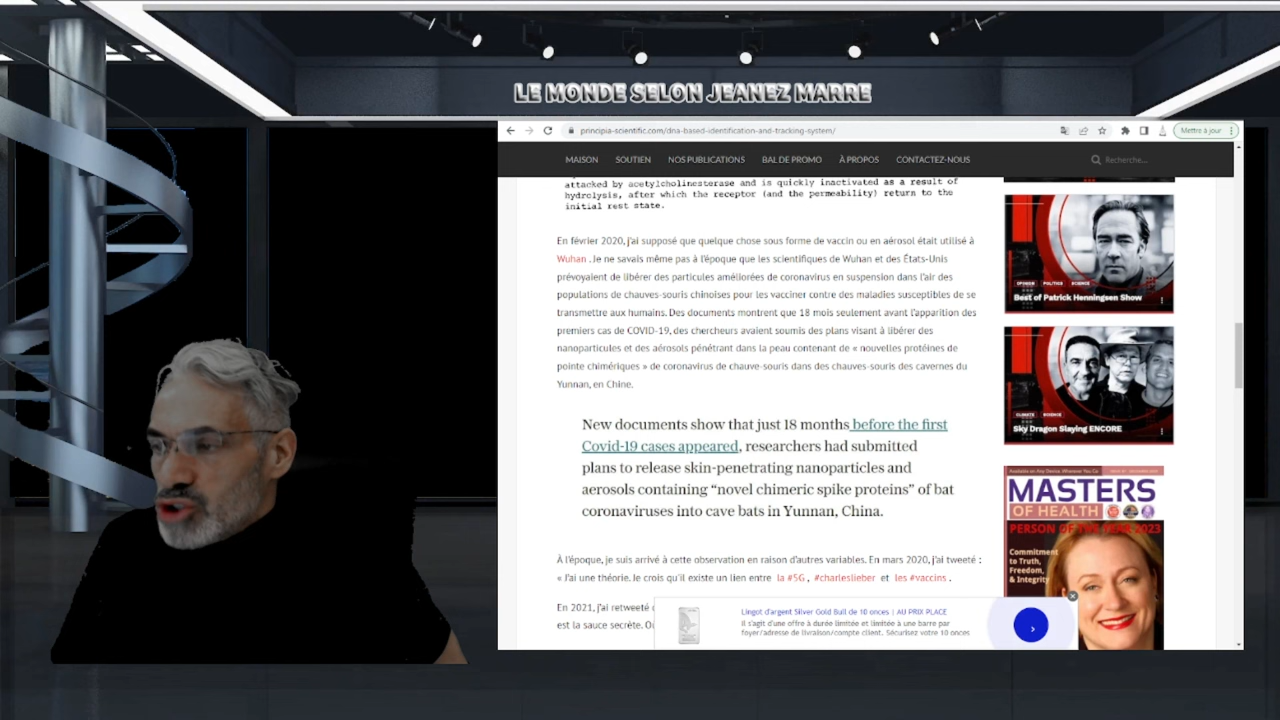 LE MONDE SELON JEANEZ MARRE
principia-scientific.com/dna-based-identification-and-tracking-system/
Mettre à jour
MAISON SOUTIEN NOS PUBLICATIONS BAL DE PROMO À PROPOS CONTACTEZ-NOUS Recherche...
attacked by acetylcholinesterase and is quickly inactivated as a result of
hydrolysis, after which the receptor (and the permeability) return to the
initial rest state.
En février 2020, j'ai supposé que quelque chose sous forme de vaccin ou en aérosol était utilisé à
Wuhan . Je ne savais même pas à l'époque que les scientifiques de Wuhan et des États-Unis
prévoyaient de libérer des particules améliorées de coronavirus en suspension dans l'air des
populations de chauves-souris chinoises pour les vacciner contre des maladies susceptibles de se
transmettre aux humains. Des documents montrent que 18 mois seulement avant l'apparition des
premiers cas de COVID-19, des chercheurs avaient soumis des plans visant à libérer des
nanoparticules et des aérosols pénétrant dans la peau contenant de « nouvelles protéines de
pointe chimériques » de coronavirus de chauve-souris dans des chauves-souris des cavernes du
Yunnan, en Chine.
New documents show that just 18 months before the first
Covid-19 cases appeared, researchers had submitted
plans to release skin-penetrating nanoparticles and
aerosols containing “novel chimeric spike proteins” of bat
coronaviruses into cave bats in Yunnan, China.
À l'époque, je suis arrivé à cette observation en raison d'autres variables. En mars 2020, j'ai tweeté :
« J'ai une théorie. Je crois qu'il existe un lien entre la #5G , #charleslieber et les #vaccins .
En 2021, j'ai retweeté
est la sauce secrète.
Lingot d'argent Silver Gold Bull de 10 onces | AU PRIX PLACE
Il s'agit d'une offre à durée limitée et limitée à une barre par
foyer/adresse de livraison/compte client. Sécurisez votre 10 onces
OPINION POLITICS SCIENCE
Best of Patrick Henningsen Show
CLIMATE SCIENCE
Sky Dragon Slaying ENCORE
MASTERS
OF HEALTH
PERSON OF THE 2023
Commitment
to Truth,
Freedom,
& Integrity